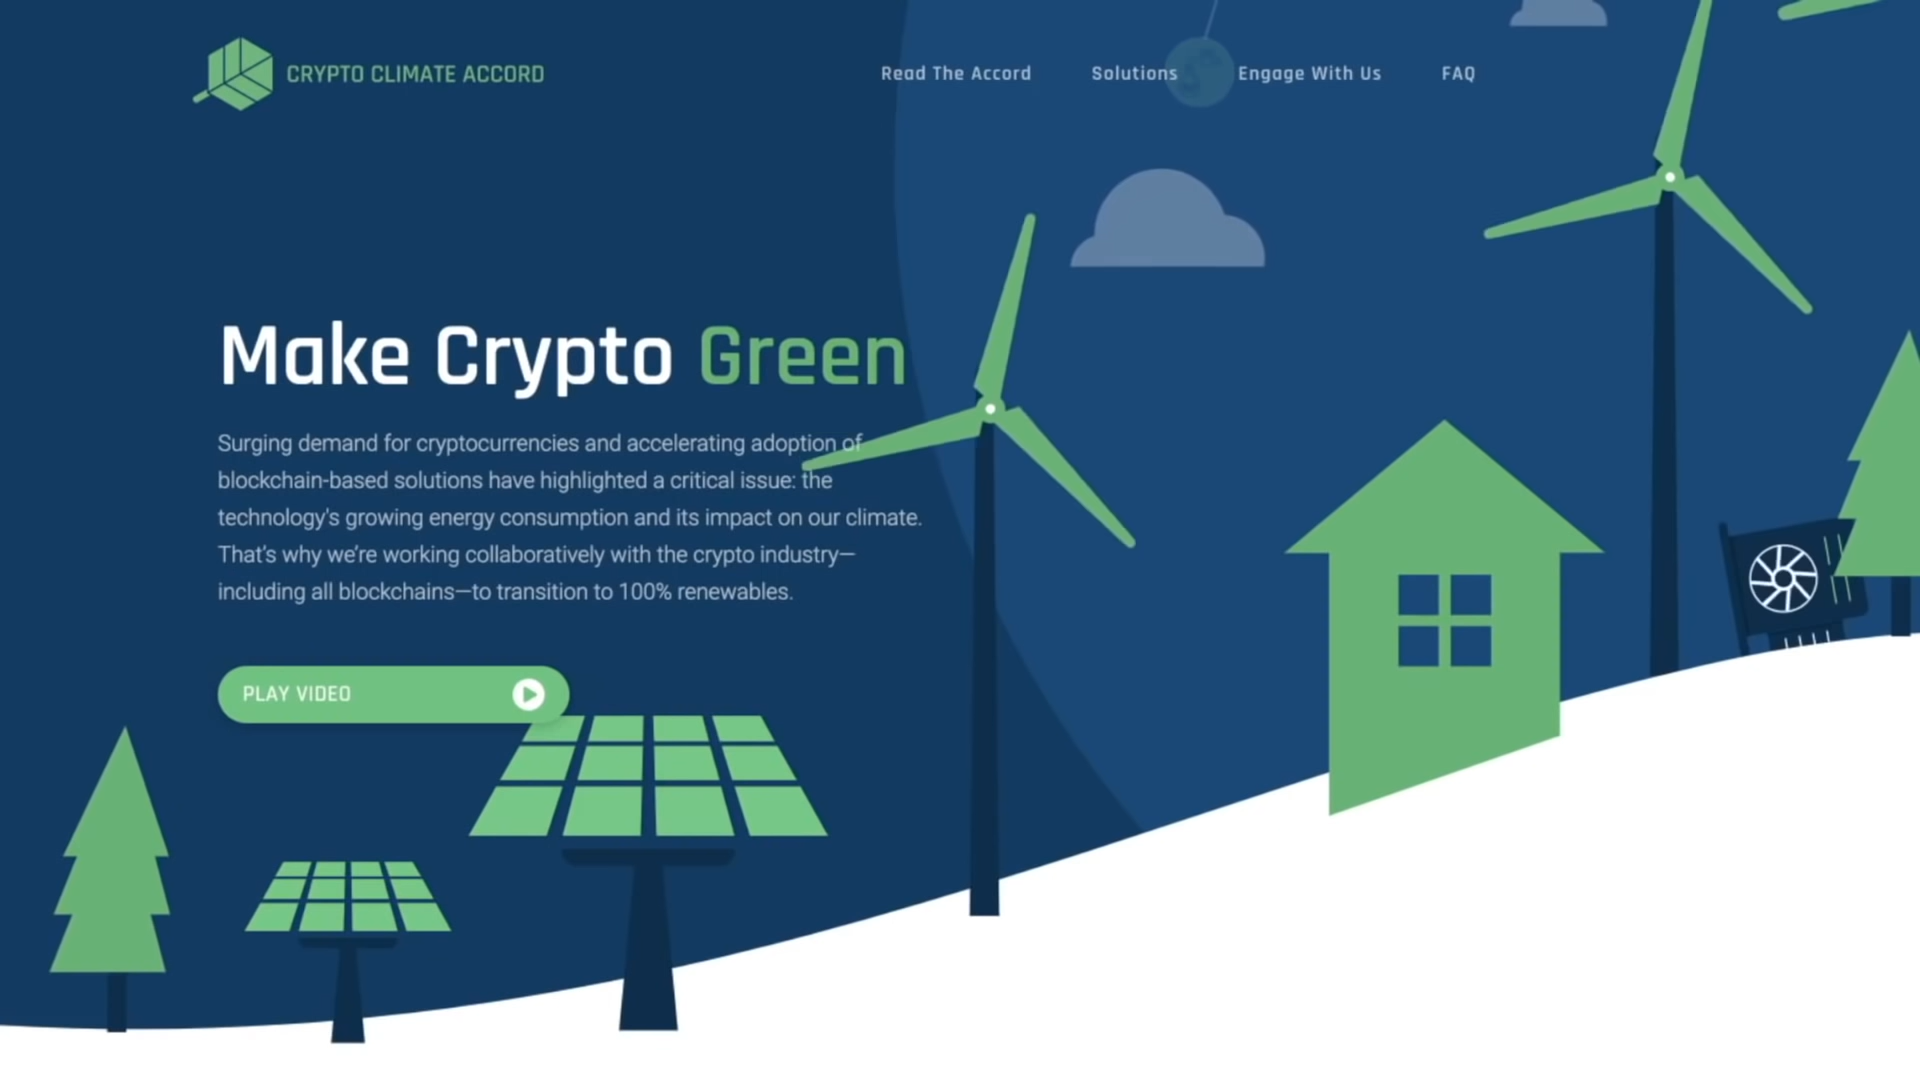 CRYPTO CLIMATE ACCORD
Read The Accord Solutions Engage With Us FAQ
Make Crypto Green
Surging demand for cryptocurrencies and accelerating adoption of
blockchain-based solutions have highlighted a critical issue: the
technology's growing energy consumption and its impact on our climate.
That’s why we’re working collaboratively with the crypto industry—
including all blockchains—to transition to 100% renewables.
PLAY VIDEO